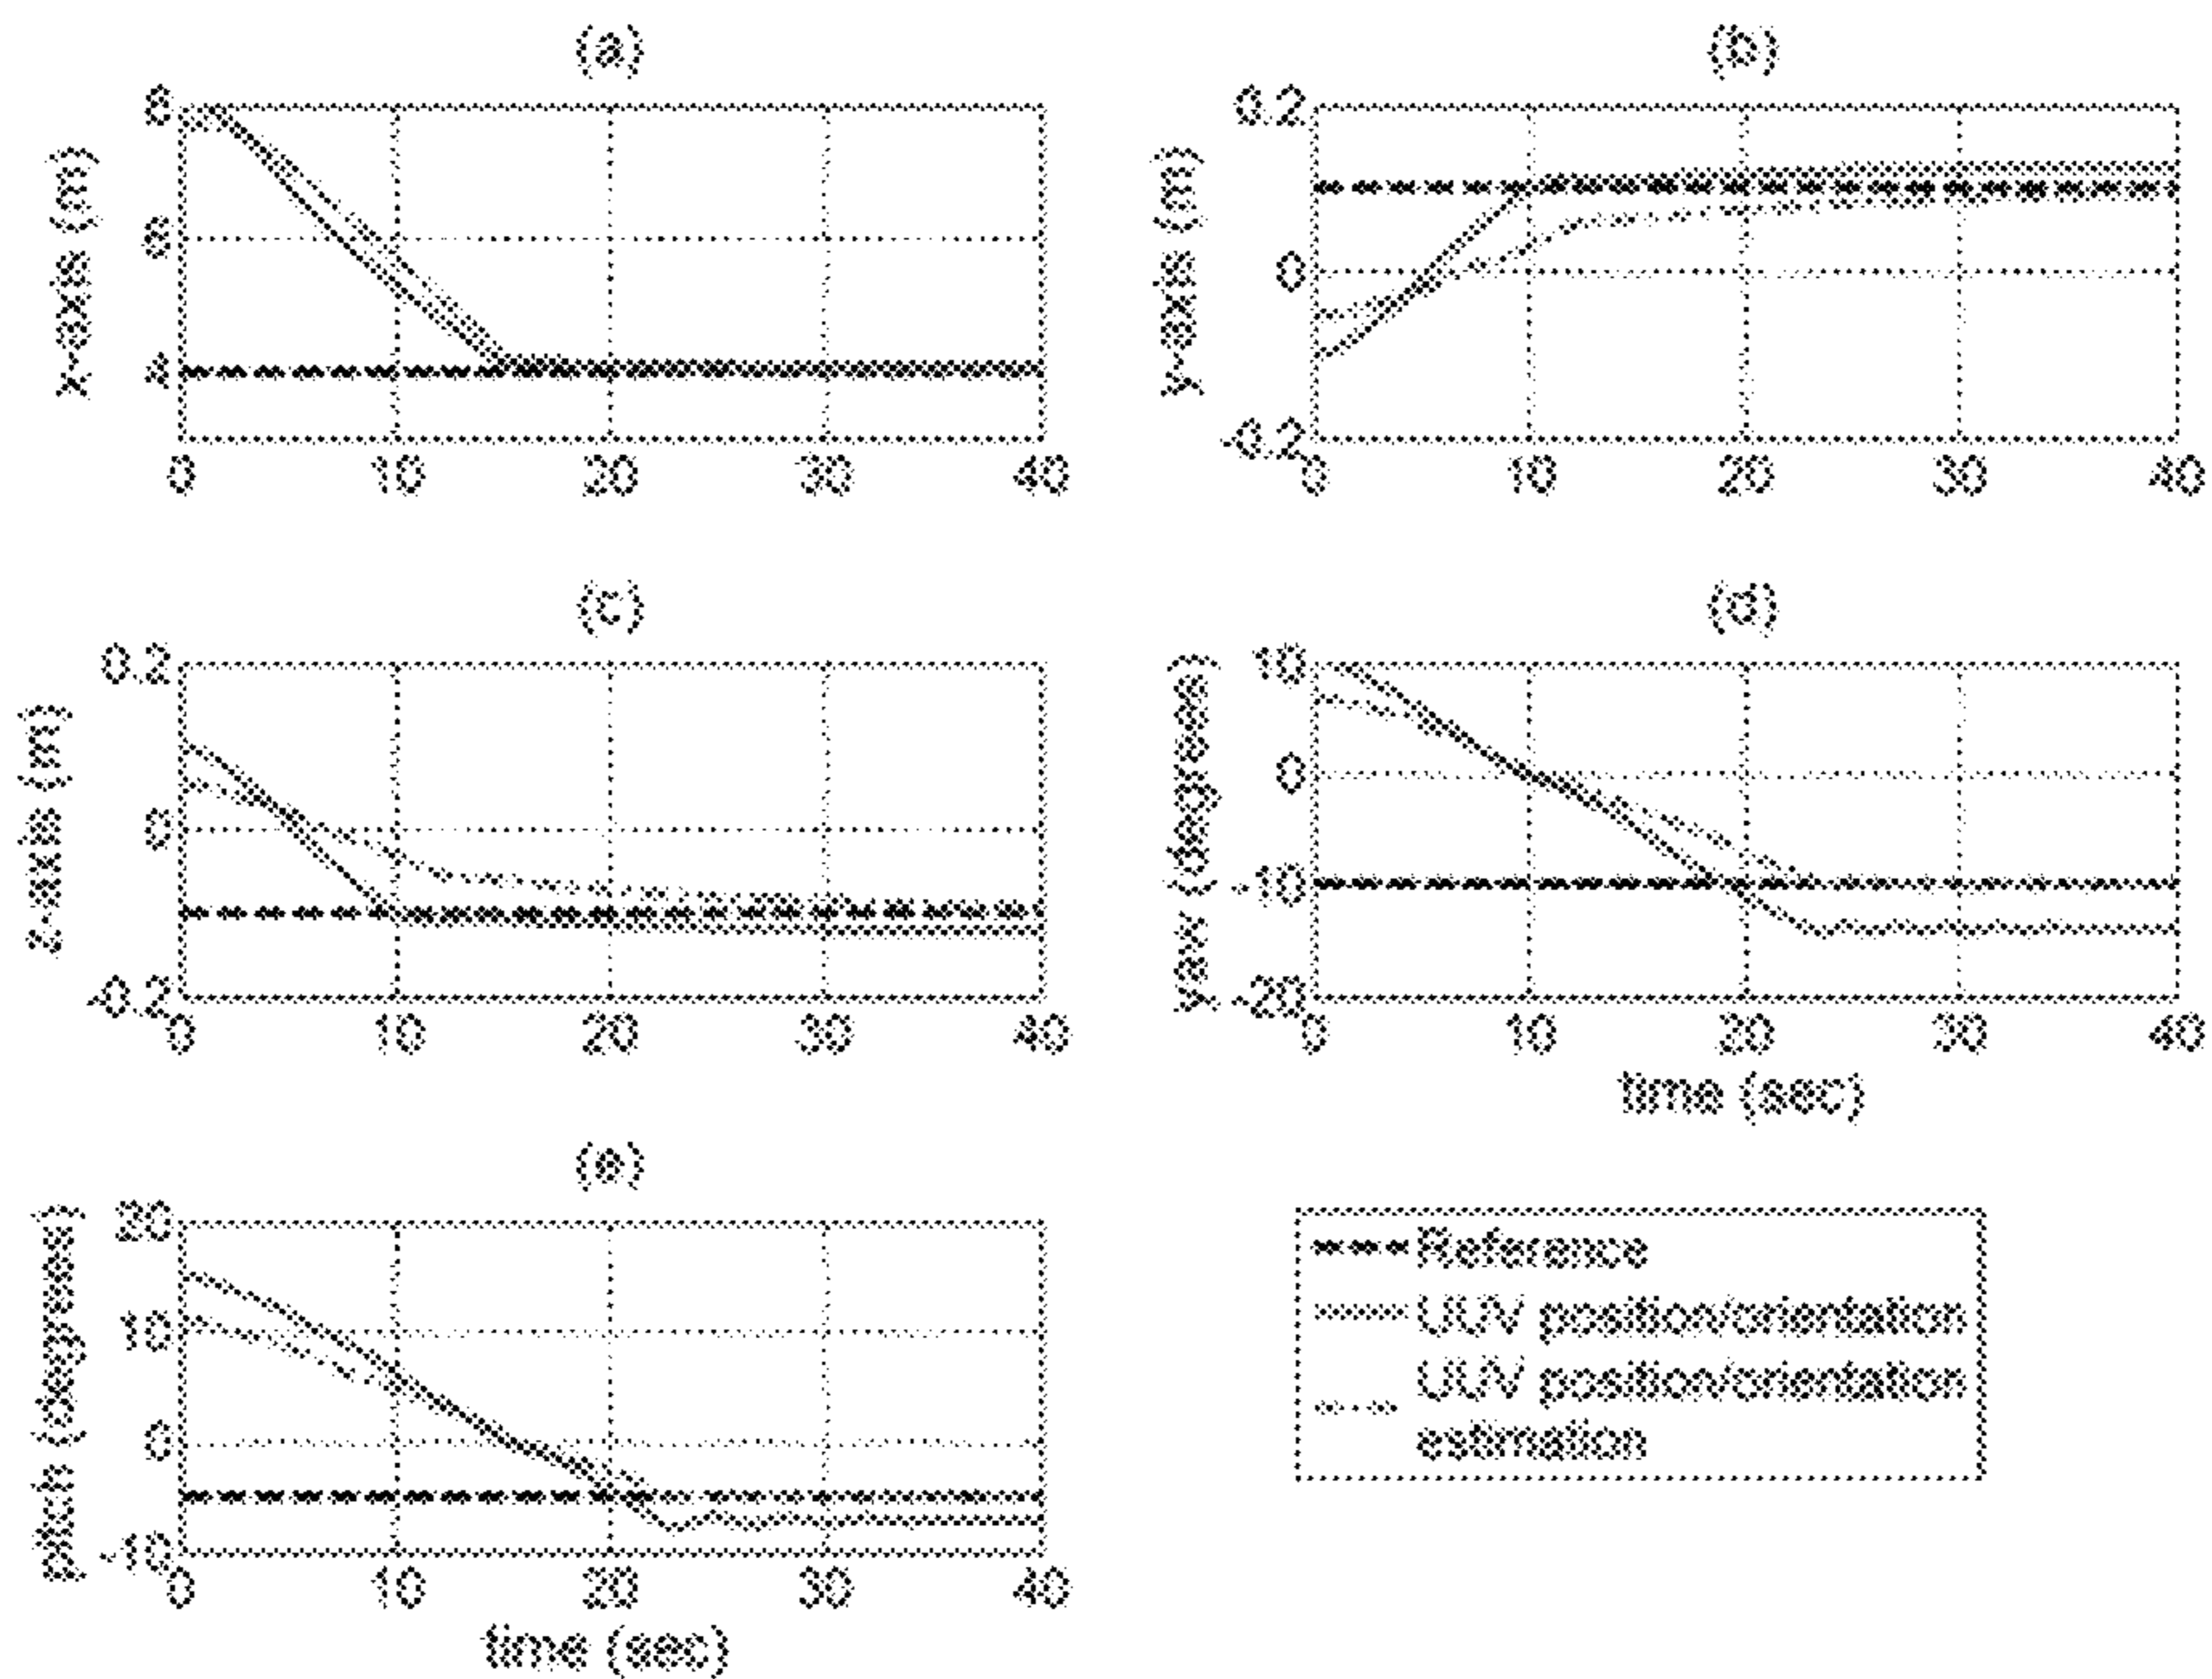 (a)
x-axis (m)
8
6
4
0 10 20 30 40
(b)
y-axis (m)
0.2
0
-0.2
0 10 20 30 40
(c)
z-axis (m)
0.2
0
-0.2
0 10 20 30 40
(d)
yaw (degrees)
10
0
-10
-20
0 10 20 30 40
time (sec)
(e)
pitch (degrees)
20
10
0
-10
0 10 20 30 40
time (sec)
Reference
UUV position/orientation
UUV position/orientation
estimation